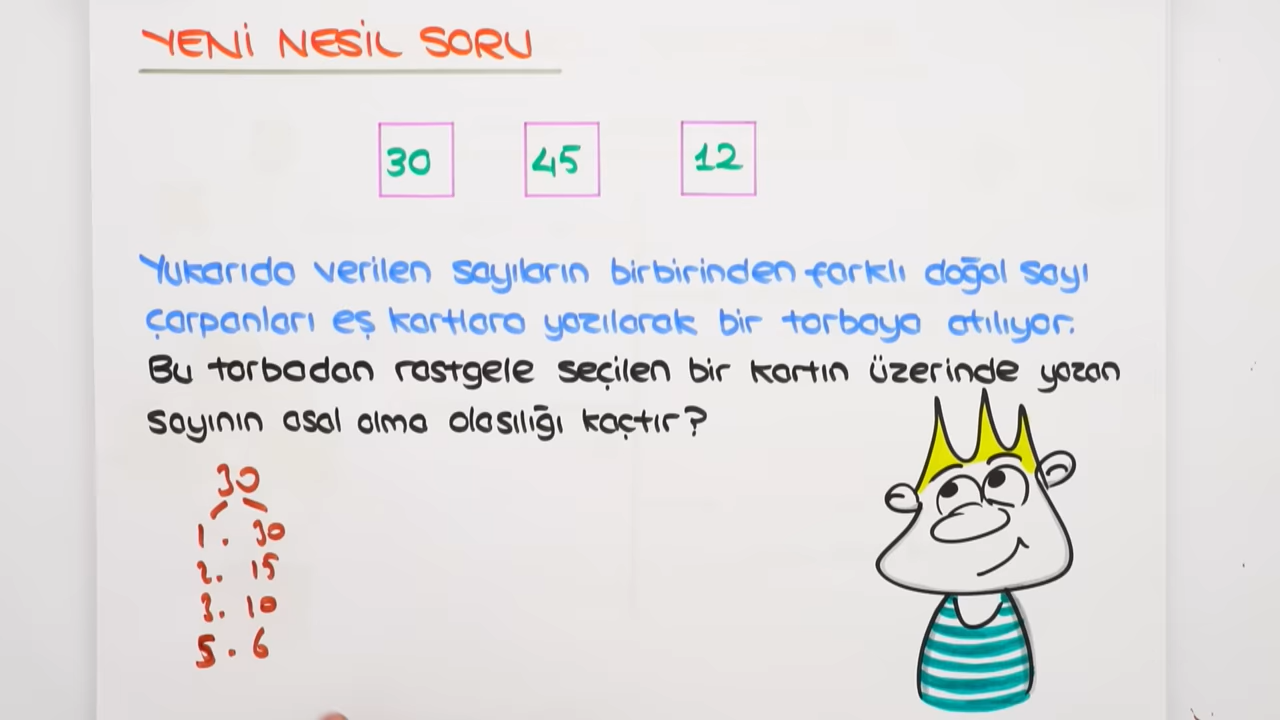 YENİ NESİL SORU
30 45 12
Yukarıda verilen sayıların birbirinden farklı doğal sayı
çarpanları eş kartlara yazılarak bir torbaya atılıyor.
Bu torbadan rastgele seçilen bir kartın üzerinde yazan
sayının asal olma olasılığı kaçtır?
30
1 . 30
2. 15
3. 10
5. 6